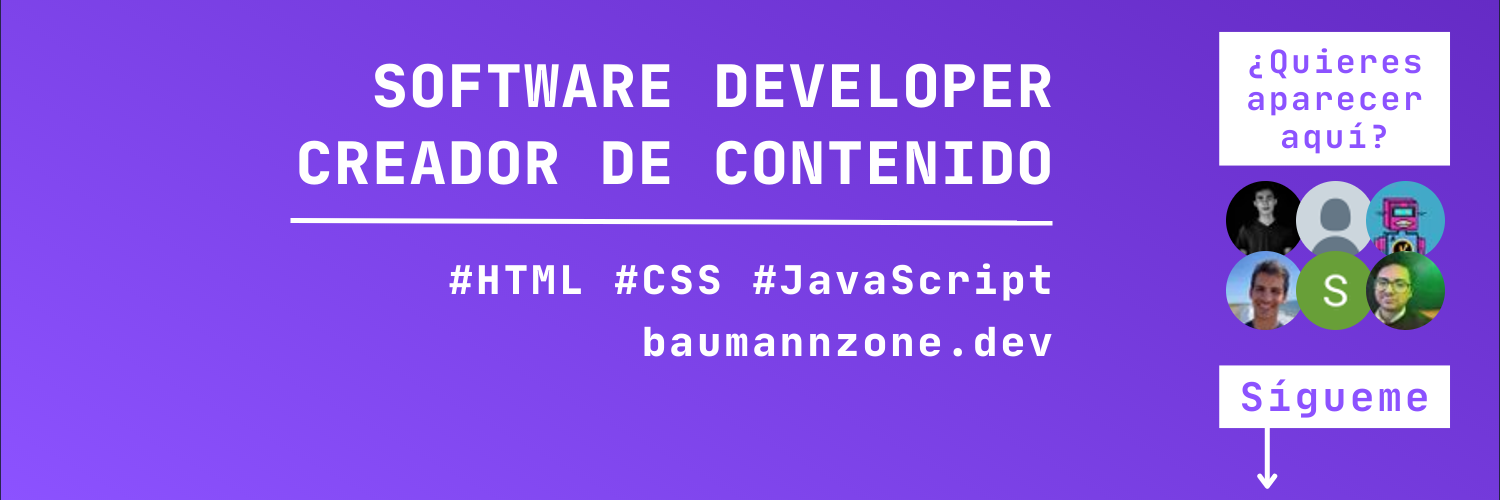 SOFTWARE DEVELOPER
CREADOR DE CONTENIDO
#HTML #CSS #JavaScript
baumannzone.dev
¿Quieres
aparecer
aquí?
S
Sígueme